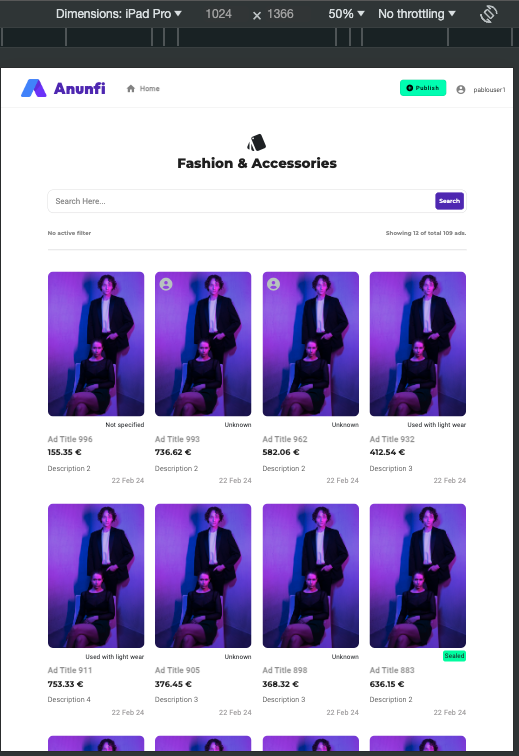 Dimensions: iPad Pro ▼ 1024 × 1366 50% ▼ No throttling ▼
Anunfi Home Publish pablouser1
Fashion & Accessories
Search Here... Search
No active filter Showing 12 of total 109 ads.
Not specified Unknown Unknown Used with light wear
Ad Title 996 Ad Title 993 Ad Title 962 Ad Title 932
155.35 € 736.62 € 582.06 € 412.54 €
Description 2 Description 2 Description 2 Description 3
22 Feb 24 22 Feb 24 22 Feb 24 22 Feb 24
Used with light wear Unknown Unknown Sealed
Ad Title 911 Ad Title 905 Ad Title 898 Ad Title 883
753.33 € 376.45 € 368.32 € 636.15 €
Description 4 Description 3 Description 3 Description 2
22 Feb 24 22 Feb 24 22 Feb 24 22 Feb 24